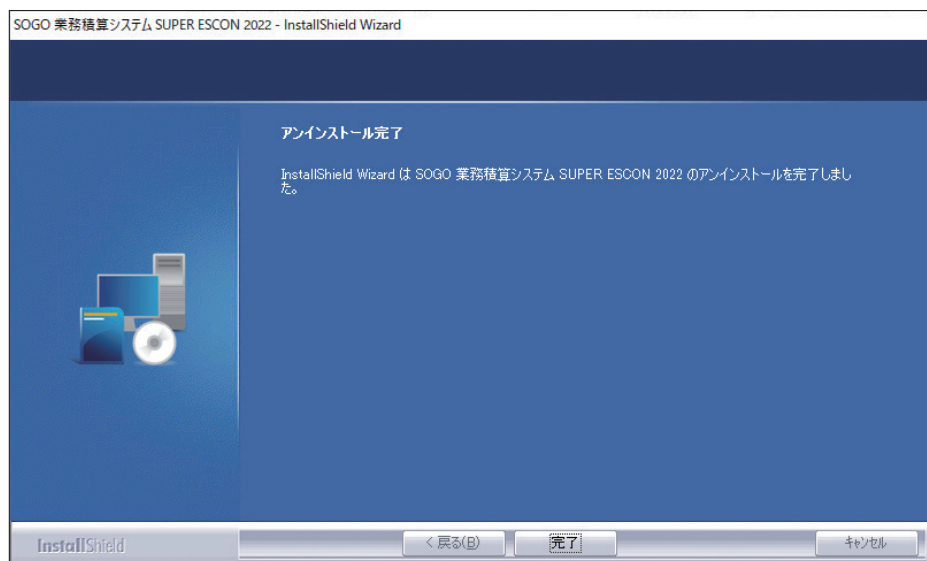 SOGO 業務積算システム SUPER ESCON 2022 - InstallShield Wizard
アンインストール完了
InstallShield Wizard は SOGO 業務積算システム SUPER ESCON 2022 のアンインストールを完了しまし
た。
InstallShield
< 戻る(B)
完了
キャンセル